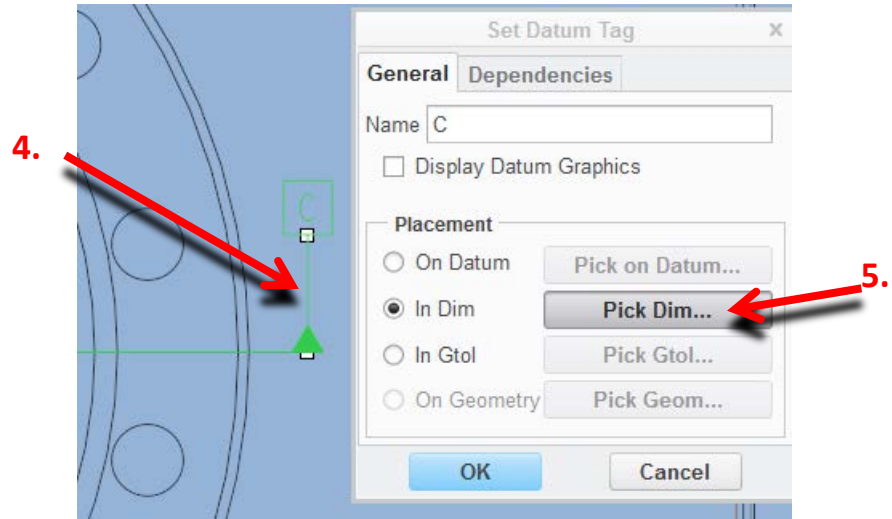 Set Datum Tag x
General Dependencies
Name C
Display Datum Graphics
4.
C
Placement
On Datum Pick on Datum...
In Dim Pick Dim...
5.
In Gtol Pick Gtol...
On Geometry Pick Geom...
OK Cancel